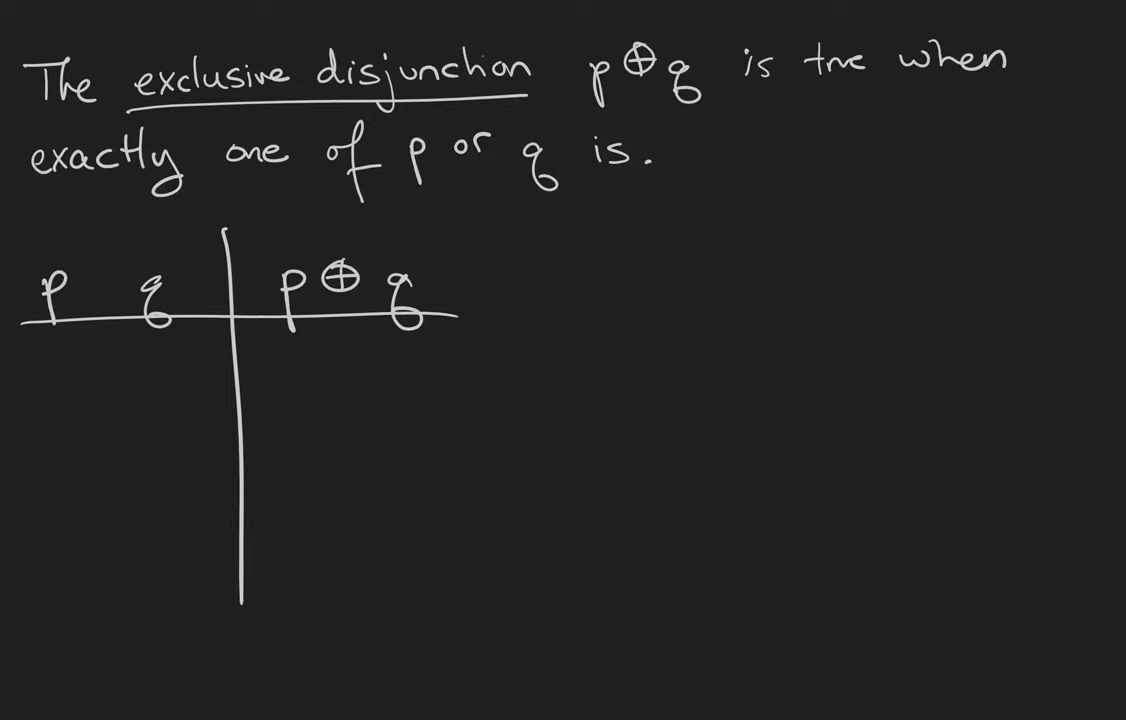 The exclusive disjunction p ⊕ q is true when
exactly one of p or q is.
p q p ⊕ q